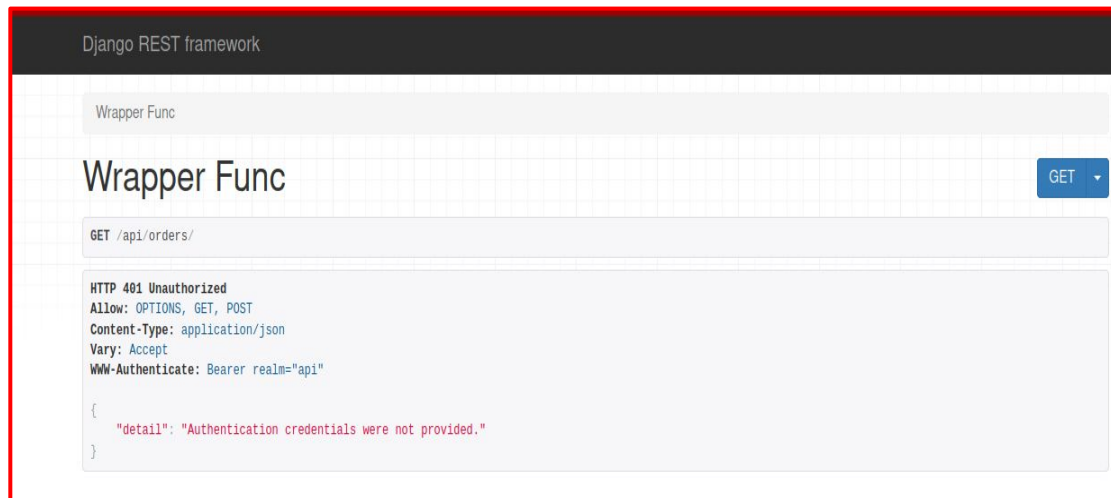 Django REST framework
Wrapper Func
Wrapper Func
GET
GET /api/orders/
HTTP 401 Unauthorized
Allow: OPTIONS, GET, POST
Content-Type: application/json
Vary: Accept
WWW-Authenticate: Bearer realm="api"
{
    "detail": "Authentication credentials were not provided."
}